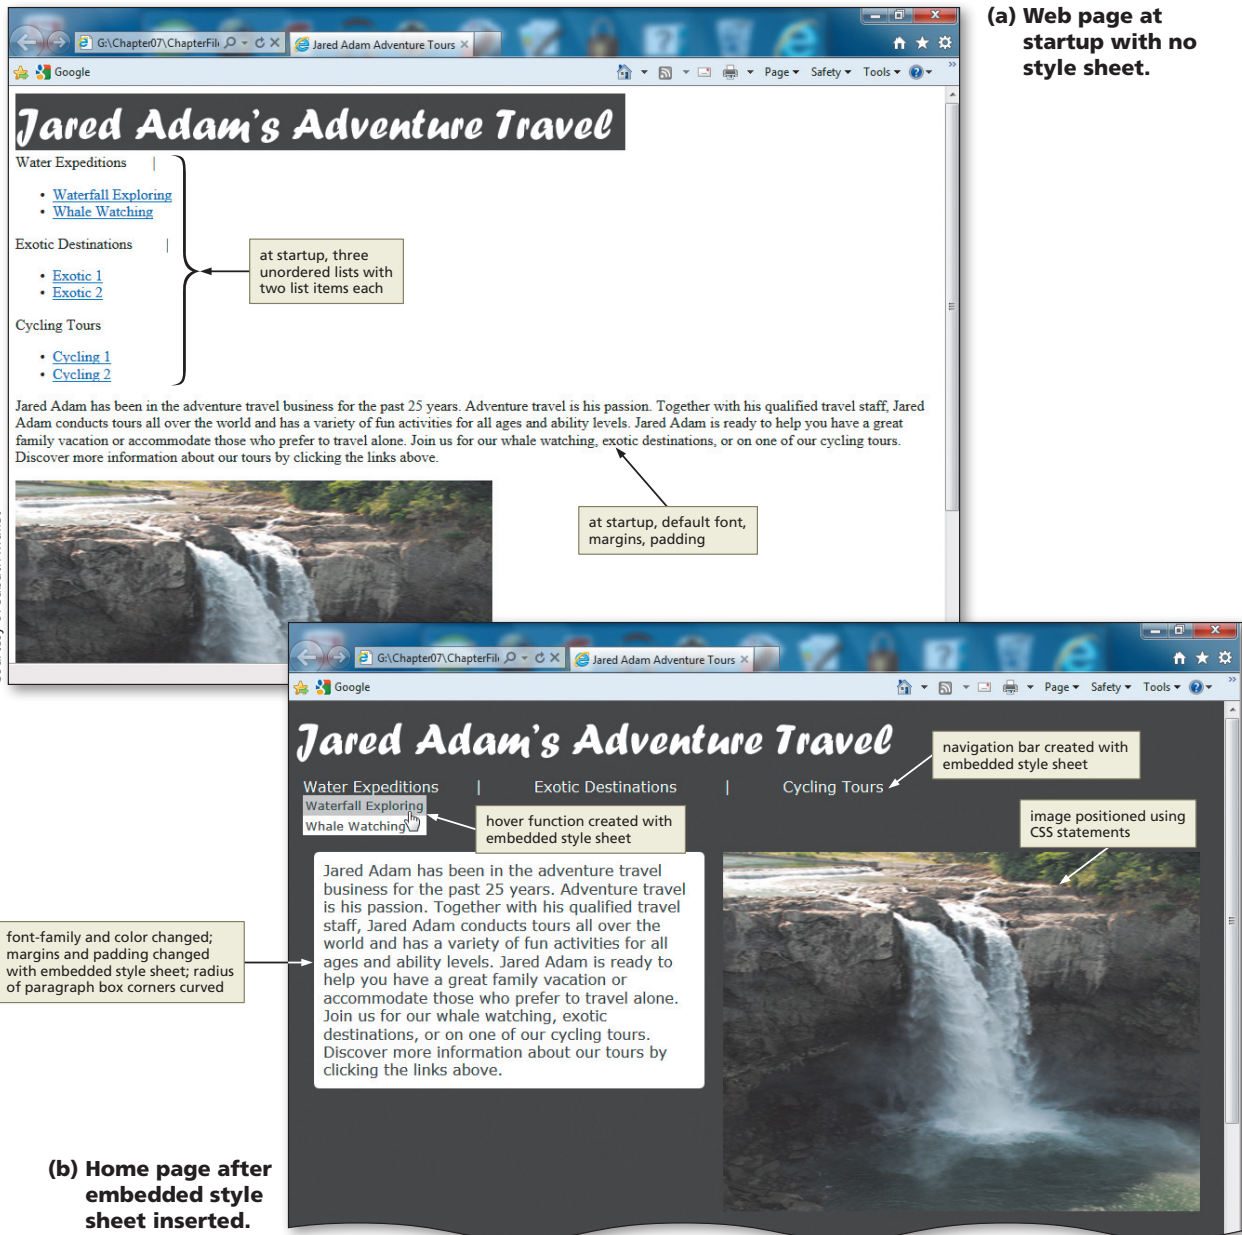 (a) Web page at
startup with no
style sheet.
G:\Chapter07\ChapterFil
Jared Adam Adventure Tours
Google
Page Safety Tools
Jared Adam's Adventure Travel
Water Expeditions |
• Waterfall Exploring
• Whale Watching
Exotic Destinations |
• Exotic 1
• Exotic 2
Cycling Tours
• Cycling 1
• Cycling 2
at startup, three
unordered lists with
two list items each
Jared Adam has been in the adventure travel business for the past 25 years. Adventure travel is his passion. Together with his qualified travel staff, Jared
Adam conducts tours all over the world and has a variety of fun activities for all ages and ability levels. Jared Adam is ready to help you have a great
family vacation or accommodate those who prefer to travel alone. Join us for our whale watching, exotic destinations, or on one of our cycling tours.
Discover more information about our tours by clicking the links above.
at startup, default font,
margins, padding
G:\Chapter07\ChapterFil
Jared Adam Adventure Tours
Google
Page Safety Tools
Jared Adam's Adventure Travel
navigation bar created with
embedded style sheet
Water Expeditions | Exotic Destinations | Cycling Tours
Waterfall Exploring
Whale Watching
hover function created with
embedded style sheet
image positioned using
CSS statements
Jared Adam has been in the adventure travel
business for the past 25 years. Adventure travel
is his passion. Together with his qualified travel
staff, Jared Adam conducts tours all over the
world and has a variety of fun activities for all
ages and ability levels. Jared Adam is ready to
help you have a great family vacation or
accommodate those who prefer to travel alone.
Join us for our whale watching, exotic
destinations, or on one of our cycling tours.
Discover more information about our tours by
clicking the links above.
font-family and color changed;
margins and padding changed
with embedded style sheet; radius
of paragraph box corners curved
(b) Home page after
embedded style
sheet inserted.